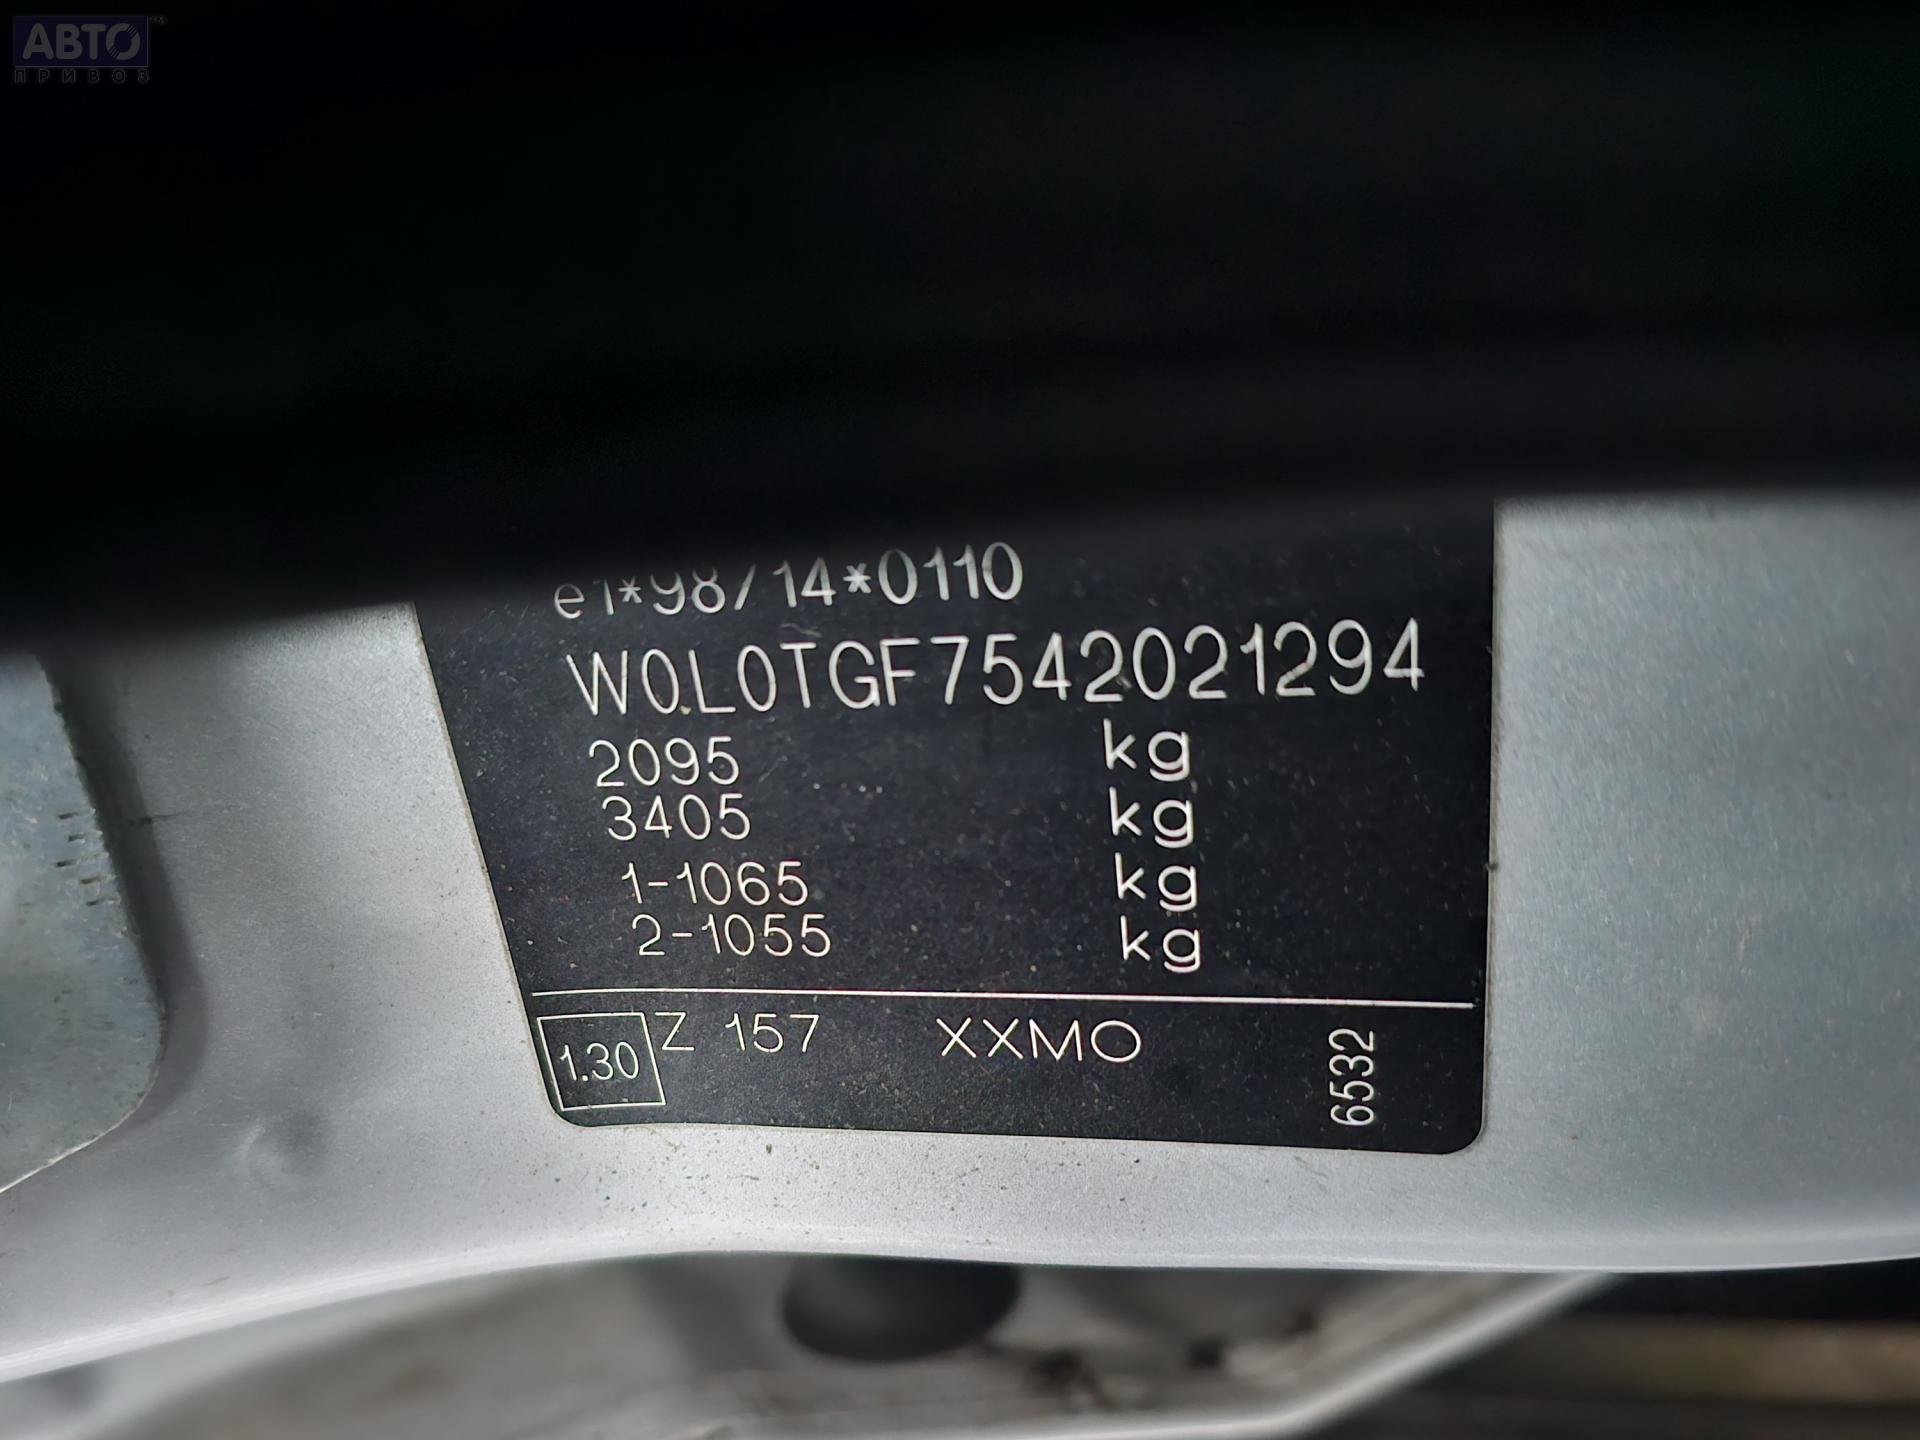 АВТО™
ПРИВОЗ
e1*98/14*0110
W0L0TGF7542021294
2095 kg
3405 kg
1-1065 kg
2-1055 kg
1.30 Z 157 XXMO
6532